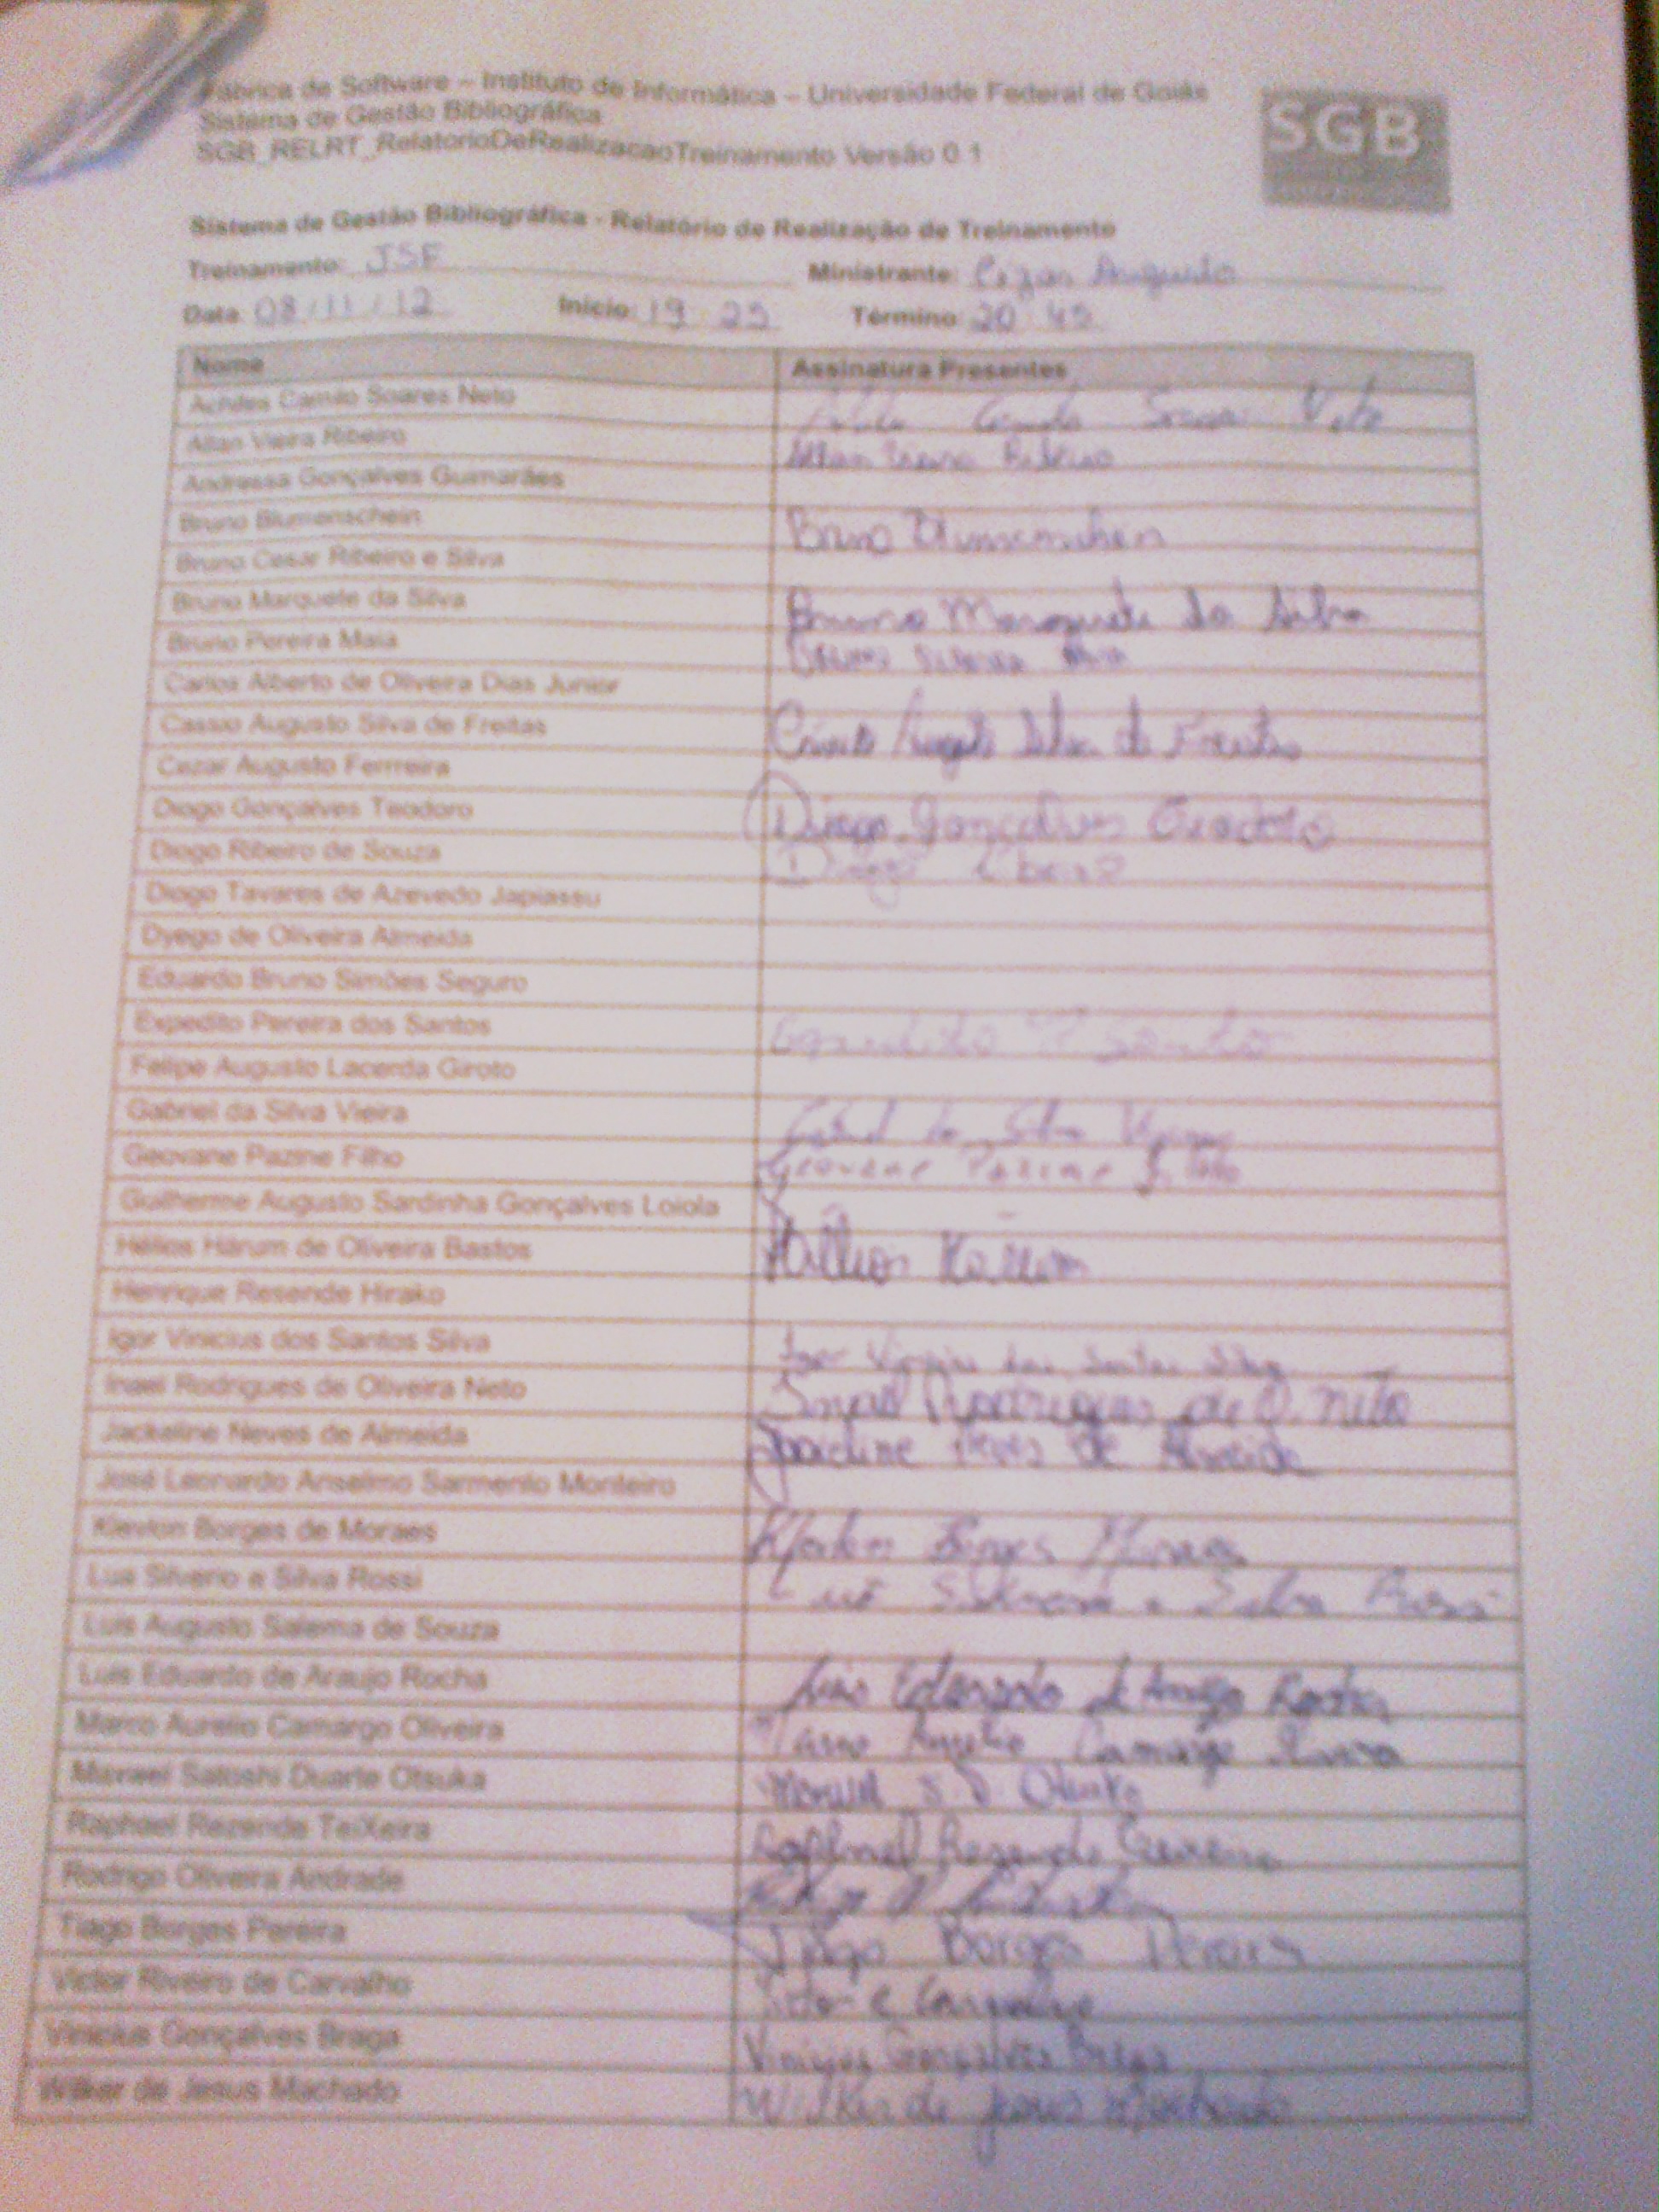 Fábrica de Software – Instituto de Informática – Universidade Federal de Goiás
Sistema de Gestão Bibliográfica
SGB_RELRT_RelatorioDeRealizacaoTreinamento Versão 0.1
SGB
Sistema de Gestão Bibliográfica - Relatório de Realização de Treinamento
Treinamento: JSF Ministrante: Cezar Augusto
Data: 08/11/12 Início: 19:25 Término: 20:45
Nome Assinatura Presentes
Achiles Camilo Soares Neto Soares Neto
Allan Vieira Ribeiro Allan Vieira Ribeiro
Andressa Gonçalves Guimarães
Bruno Blumenschein Bruno Blumenschein
Bruno Cesar Ribeiro e Silva
Bruno Marquete da Silva Bruno Marquete da Silva
Bruno Pereira Maia Bruno Pereira Maia
Carlos Alberto de Oliveira Dias Junior
Cassio Augusto Silva de Freitas Cassio Augusto Silva de Freitas
Cezar Augusto Ferrreira
Diogo Gonçalves Teodoro Diogo Gonçalves Teodoro
Diogo Ribeiro de Souza Diogo Ribeiro
Diogo Tavares de Azevedo Japiassu
Dyego de Oliveira Almeida
Eduardo Bruno Simões Seguro
Expedito Pereira dos Santos Expedito P. Santos
Felipe Augusto Lacerda Giroto
Gabriel da Silva Vieira Gabriel da Silva Vieira
Geovane Pazine Filho Geovane Pazine Filho
Guilherme Augusto Sardinha Gonçalves Loiola
Hélios Hárum de Oliveira Bastos Hélios Hárum
Henrique Resende Hirako
Igor Vinicius dos Santos Silva Igor Vinicius dos Santos Silva
Inael Rodrigues de Oliveira Neto Inael Rodrigues de O. Neto
Jackeline Neves de Almeida Jackeline Neves de Almeida
José Leonardo Anselmo Sarmento Monteiro
Klevlon Borges de Moraes Borges Moraes
Lua Silverio e Silva Rossi Silverio e Silva Rossi
Luis Augusto Salema de Souza
Luis Eduardo de Araujo Rocha Luis Eduardo de Araujo Rocha
Marco Aurelio Camargo Oliveira Marco Aurelio Camargo Oliveira
Maxwel Satoshi Duarte Otsuka S. D. Otsuka
Raphael Rezende TeiXeira Raphael Rezende Teixeira
Rodrigo Oliveira Andrade Rodrigo O. Andrade
Tiago Borges Pereira Tiago Borges Pereira
Victor Riveiro de Carvalho Carvalho
Vinicius Gonçalves Braga Vinicius Gonçalves Braga
Wilker de Jesus Machado Wilker de Jesus Machado